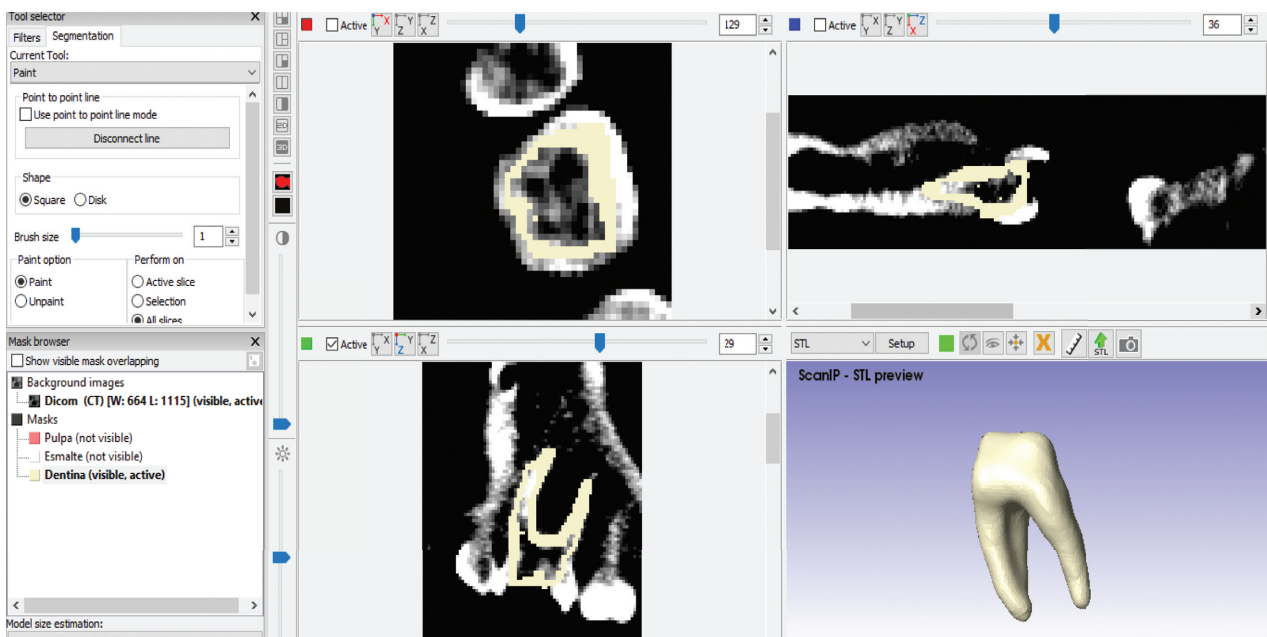 Tool selector X
Filters Segmentation
Current Tool:
Paint
Point to point line
Use point to point line mode
Disconnect line
Shape
Square Disk
Brush size 1
Paint option Perform on
Paint Active slice
Unpaint Selection
All slices
Mask browser X
Show visible mask overlapping
Background images
Dicom (CT) [W: 664 L: 1115] (visible, active
Masks
Pulpa (not visible)
Esmalte (not visible)
Dentina (visible, active)
Model size estimation:
2D
3D
Active X Y Y Z Z X 129
Active X Y Y Z Z X 36
Active X Y Y Z Z X 29
STL Setup STL
ScanIP - STL preview